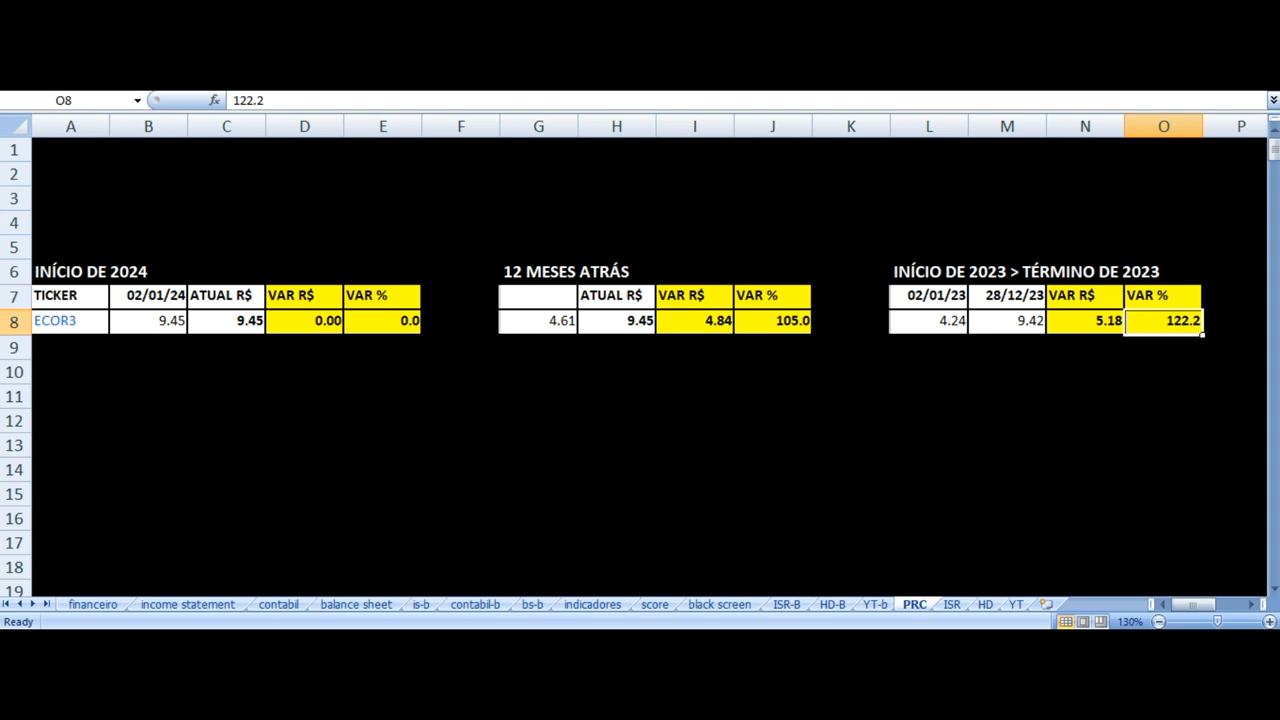 O8 fx 122.2
A B C D E F G H I J K L M N O P
1
2
3
4
5
6 INÍCIO DE 2024 12 MESES ATRÁS INÍCIO DE 2023 > TÉRMINO DE 2023
7 TICKER 02/01/24 ATUAL R$ VAR R$ VAR % ATUAL R$ VAR R$ VAR % 02/01/23 28/12/23 VAR R$ VAR %
8 ECOR3 9.45 9.45 0.00 0.0 4.61 9.45 4.84 105.0 4.24 9.42 5.18 122.2
9
10
11
12
13
14
15
16
17
18
19
financeiro income statement contabil balance sheet is-b contabil-b bs-b indicadores score black screen ISR-B HD-B YT-b PRC ISR HD YT
Ready 130%